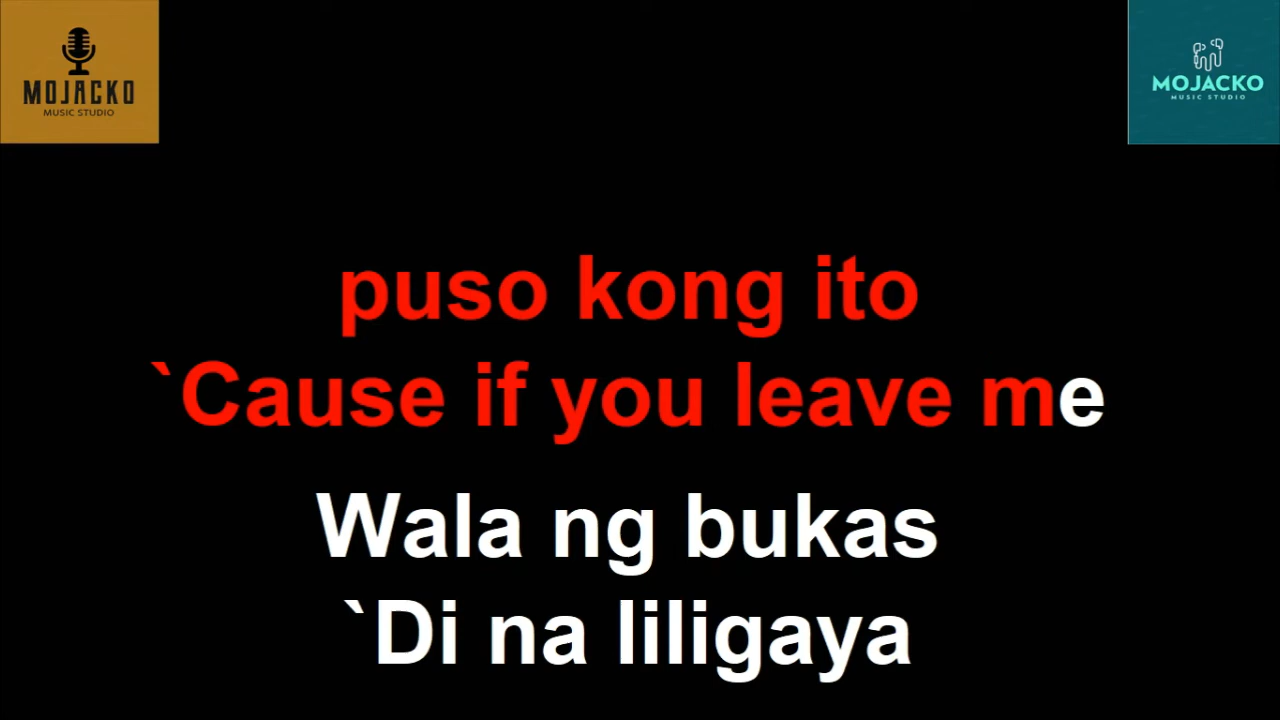 MOJACKO
MUSIC STUDIO
MOJACKO
MUSIC STUDIO
puso kong ito
`Cause if you leave me
Wala ng bukas
`Di na liligaya